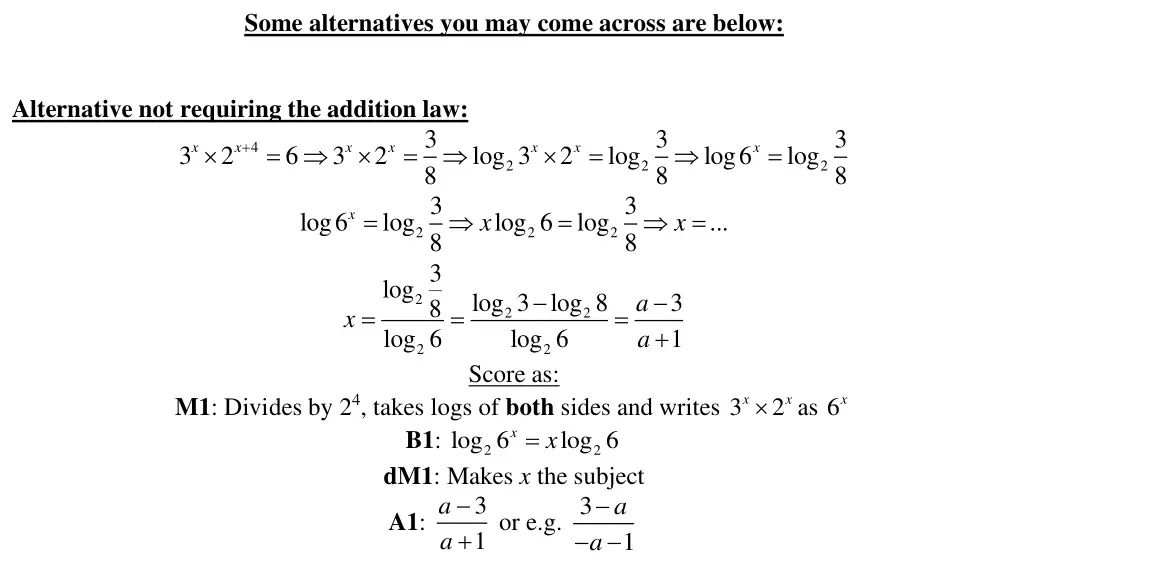 Some alternatives you may come across are below:
Alternative not requiring the addition law:
3^x × 2^(x+4) = 6 ⇒ 3^x × 2^x = 3/8 ⇒ log₂ 3^x × 2^x = log₂ 3/8 ⇒ log 6^x = log₂ 3/8
log 6^x = log₂ 3/8 ⇒ x log₂ 6 = log₂ 3/8 ⇒ x = ...
x = (log₂ 3/8)/(log₂ 6) = (log₂ 3 − log₂ 8)/(log₂ 6) = (a − 3)/(a + 1)
Score as:
M1: Divides by 2⁴, takes logs of both sides and writes 3^x × 2^x as 6^x
B1: log₂ 6^x = x log₂ 6
dM1: Makes x the subject
A1: (a − 3)/(a + 1) or e.g. (3 − a)/(−a − 1)